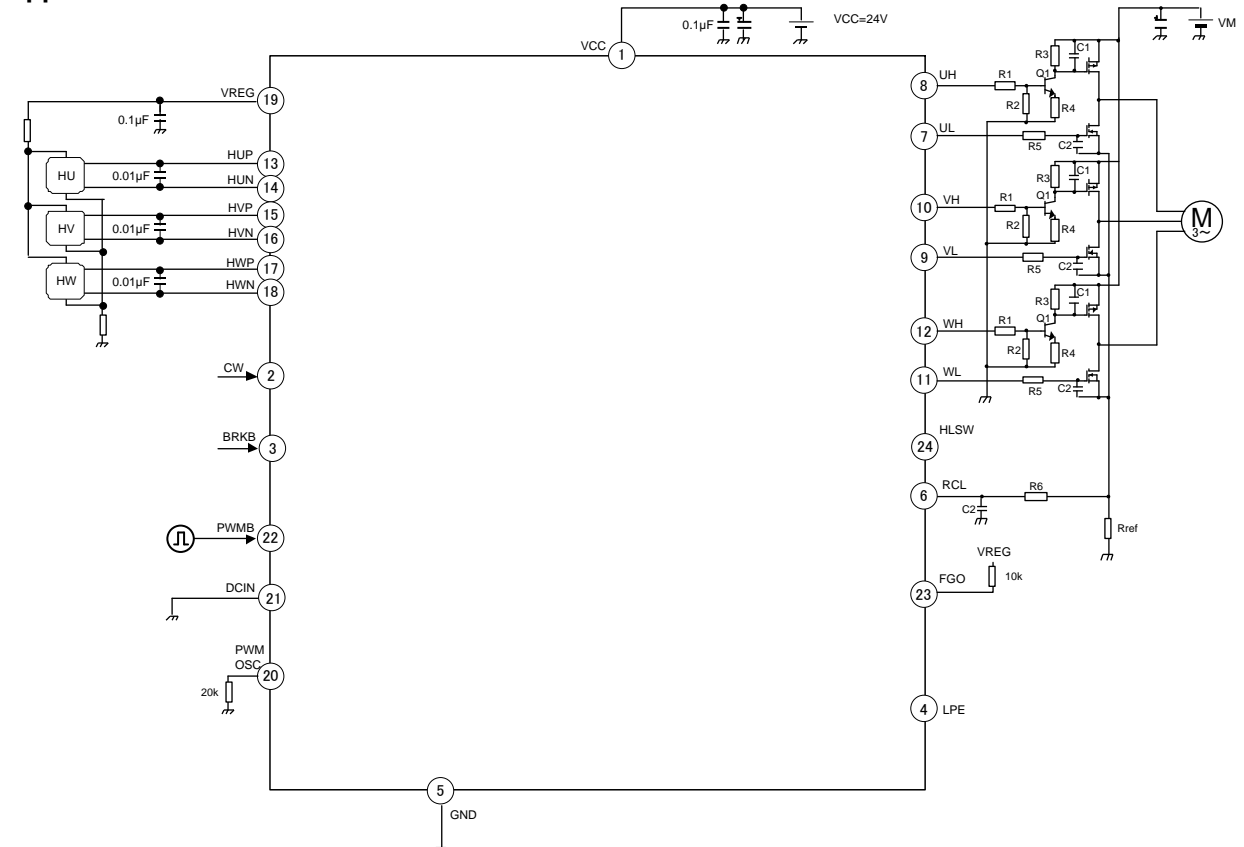 pp
VCC=24V
0.1µF
VM
VCC
1
VREG
19
0.1µF
HU
HUP
13
0.01µF
HUN
14
HV
HVP
15
0.01µF
HVN
16
HW
HWP
17
0.01µF
HWN
18
CW
2
BRKB
3
PWMB
22
DCIN
21
PWM
OSC
20
20k
5
GND
UH
8
R1
R2
R3
C1
Q1
R4
UL
7
R5
C2
VH
10
R1
R2
R3
C1
Q1
R4
VL
9
R5
C2
WH
12
R1
R2
R3
C1
Q1
R4
WL
11
R5
C2
M
3~
HLSW
24
RCL
6
R6
C2
Rref
VREG
10k
FGO
23
4
LPE